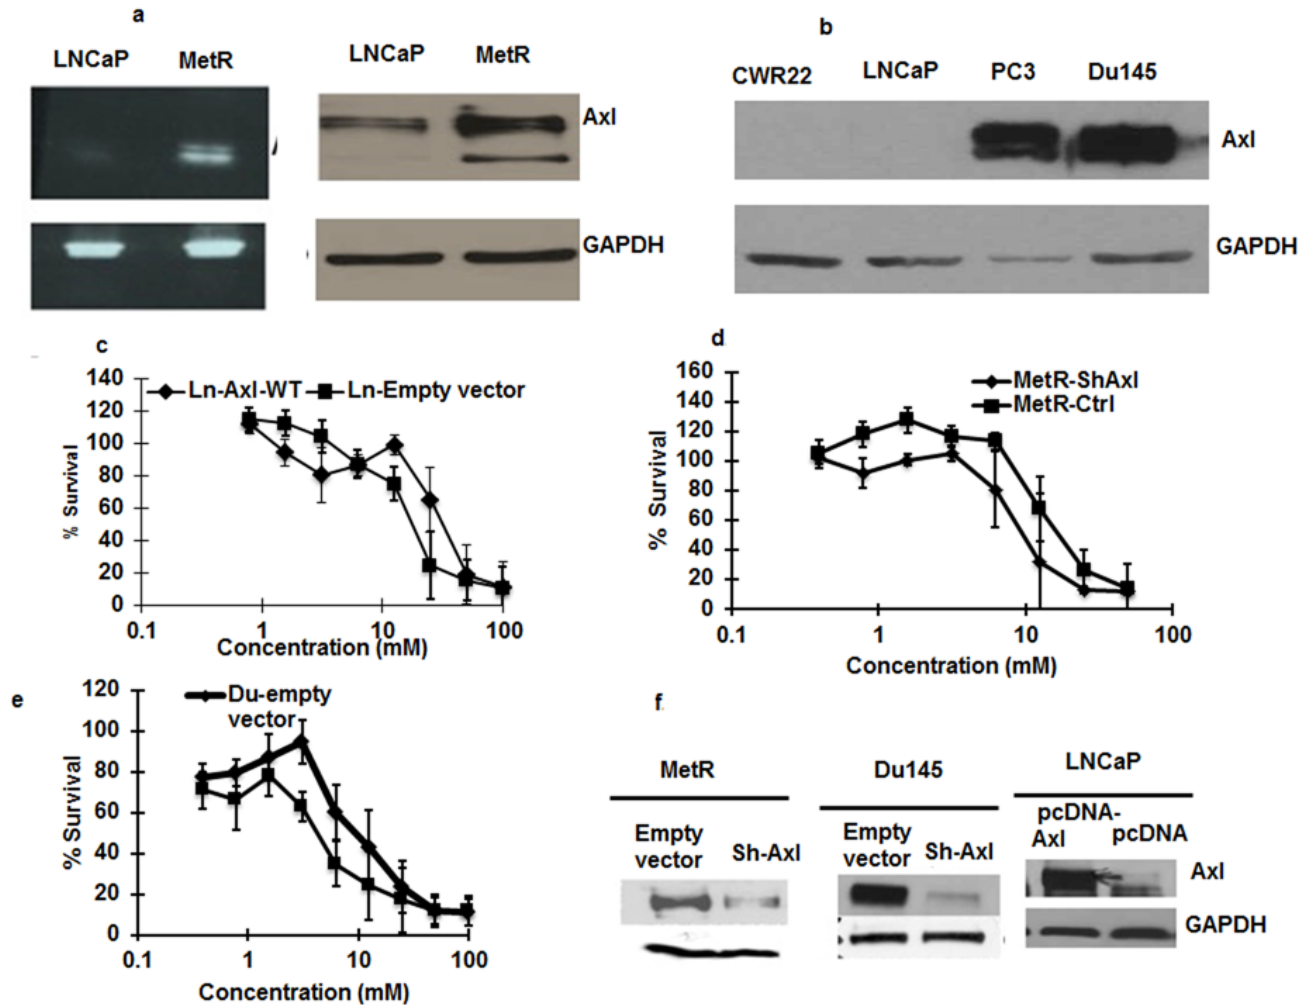 a
LNCaP MetR
LNCaP MetR
Axl
GAPDH
b
CWR22 LNCaP PC3 Du145
Axl
GAPDH
c
Ln-Axl-WT Ln-Empty vector
140
120
100
80
60
40
20
0
% Survival
0.1 1 10 100
Concentration (mM)
d
MetR-ShAxl
MetR-Ctrl
160
140
120
100
80
60
40
20
0
% Survival
0.1 1 10 100
Concentration (mM)
e
Du-empty
vector
120
100
80
60
40
20
0
% Survival
0.1 1 10 100
Concentration (mM)
f
MetR
Empty
vector Sh-Axl
Du145
Empty
vector Sh-Axl
LNCaP
pcDNA-
Axl pcDNA
Axl
GAPDH